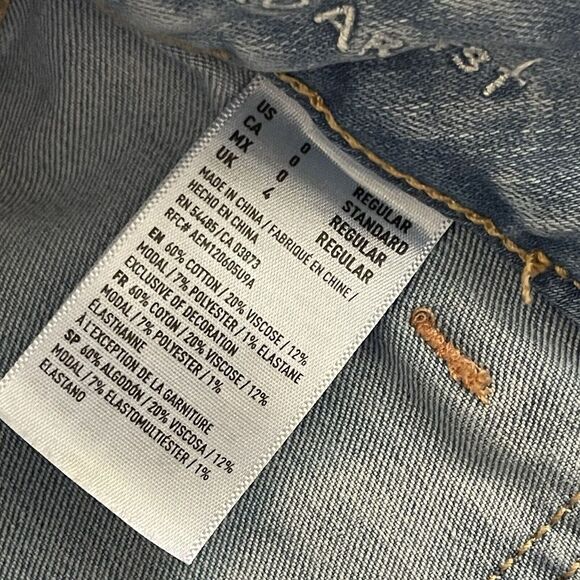 US 0 REGULAR
CA 0 STANDARD
MX 0 REGULAR
UK 4 REGULAR
MADE IN CHINA / FABRIQUE EN CHINE /
HECHO EN CHINA
RN 54485 / CA 03873
RFC# AEM120605U9A
EN 60% COTTON / 20% VISCOSE / 12%
MODAL / 7% POLYESTER / 1% ELASTANE
EXCLUSIVE OF DECORATION
FR 60% COTON / 20% VISCOSE / 12%
MODAL / 7% POLYESTER / 1%
ÉLASTHANNE
À L'EXCEPTION DE LA GARNITURE
SP 60% ALGODÓN / 20% VISCOSA / 12%
MODAL / 7% ELASTOMULTIÉSTER / 1%
ELASTANO